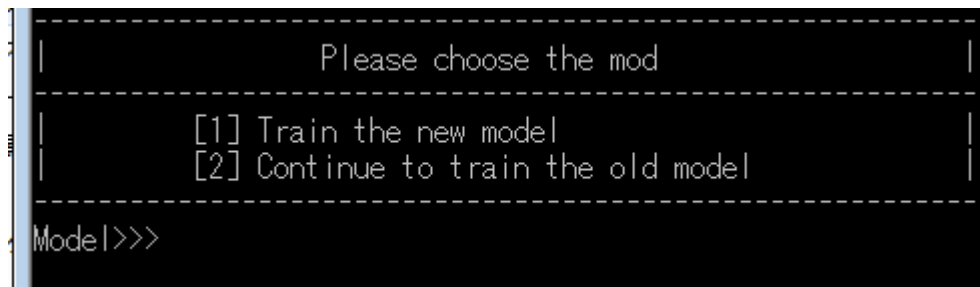 Please choose the mod
[1] Train the new model
[2] Continue to train the old model
Model>>>